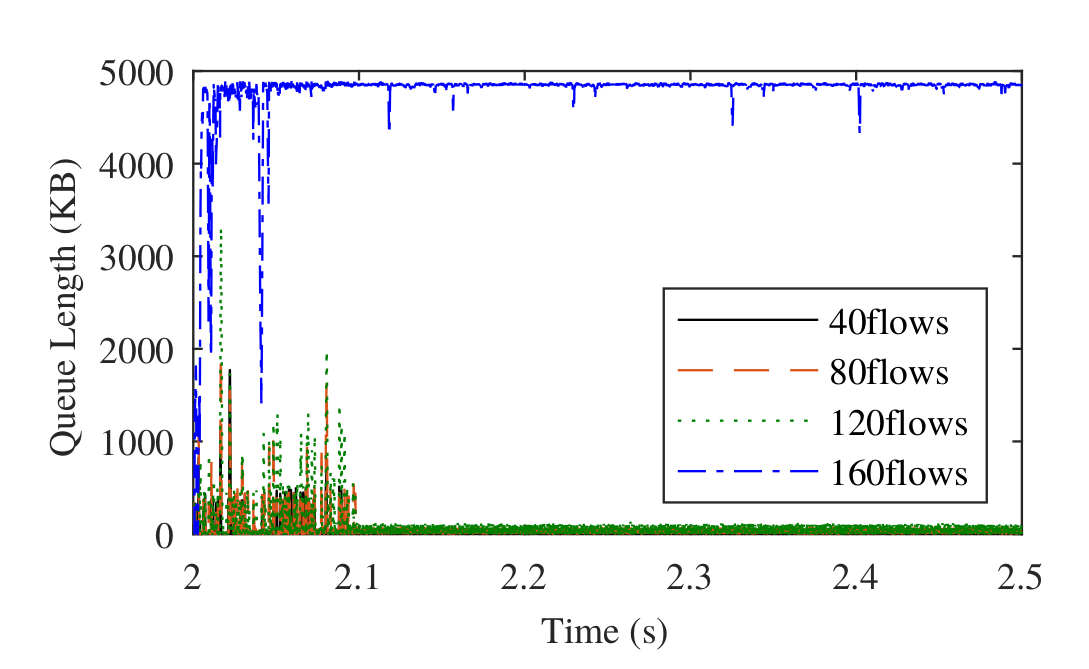 5000
4000
3000
2000
1000
0
Queue Length (KB)
40flows
80flows
120flows
160flows
2 2.1 2.2 2.3 2.4 2.5
Time (s)